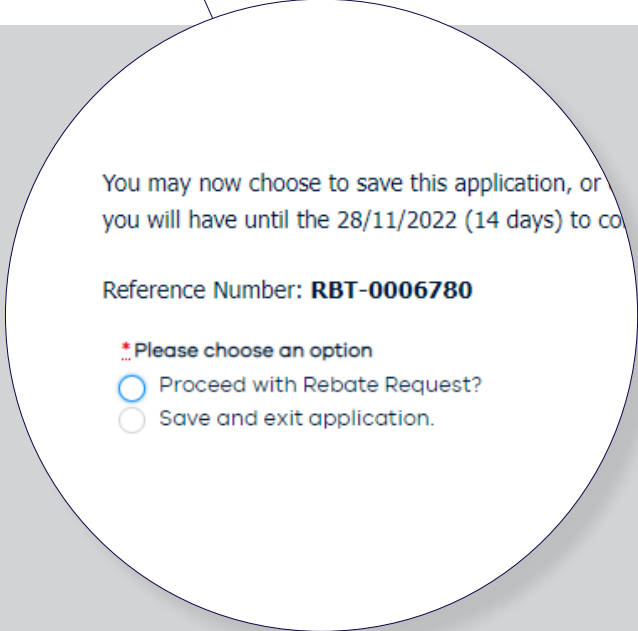 You may now choose to save this application, or
you will have until the 28/11/2022 (14 days) to
Reference Number: RBT-0006780
* Please choose an option
Proceed with Rebate Request?
Save and exit application.